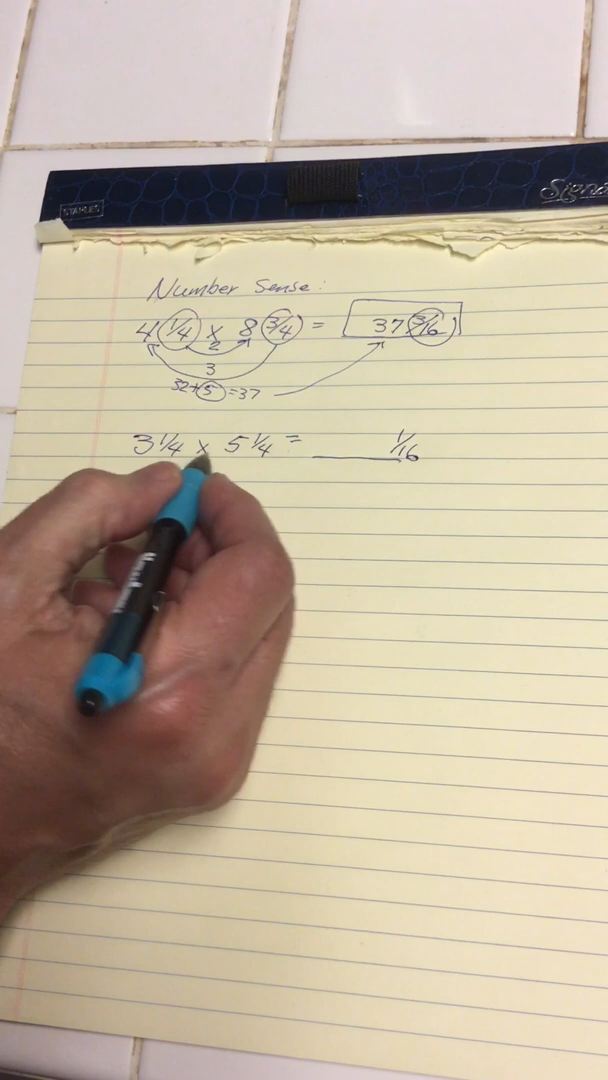 STAPLES
Number Sense:
4 1/4 x 8 3/4 = 37 3/16
2
3
32+5=37
3 1/4 x 5 1/4 = ____ 1/16